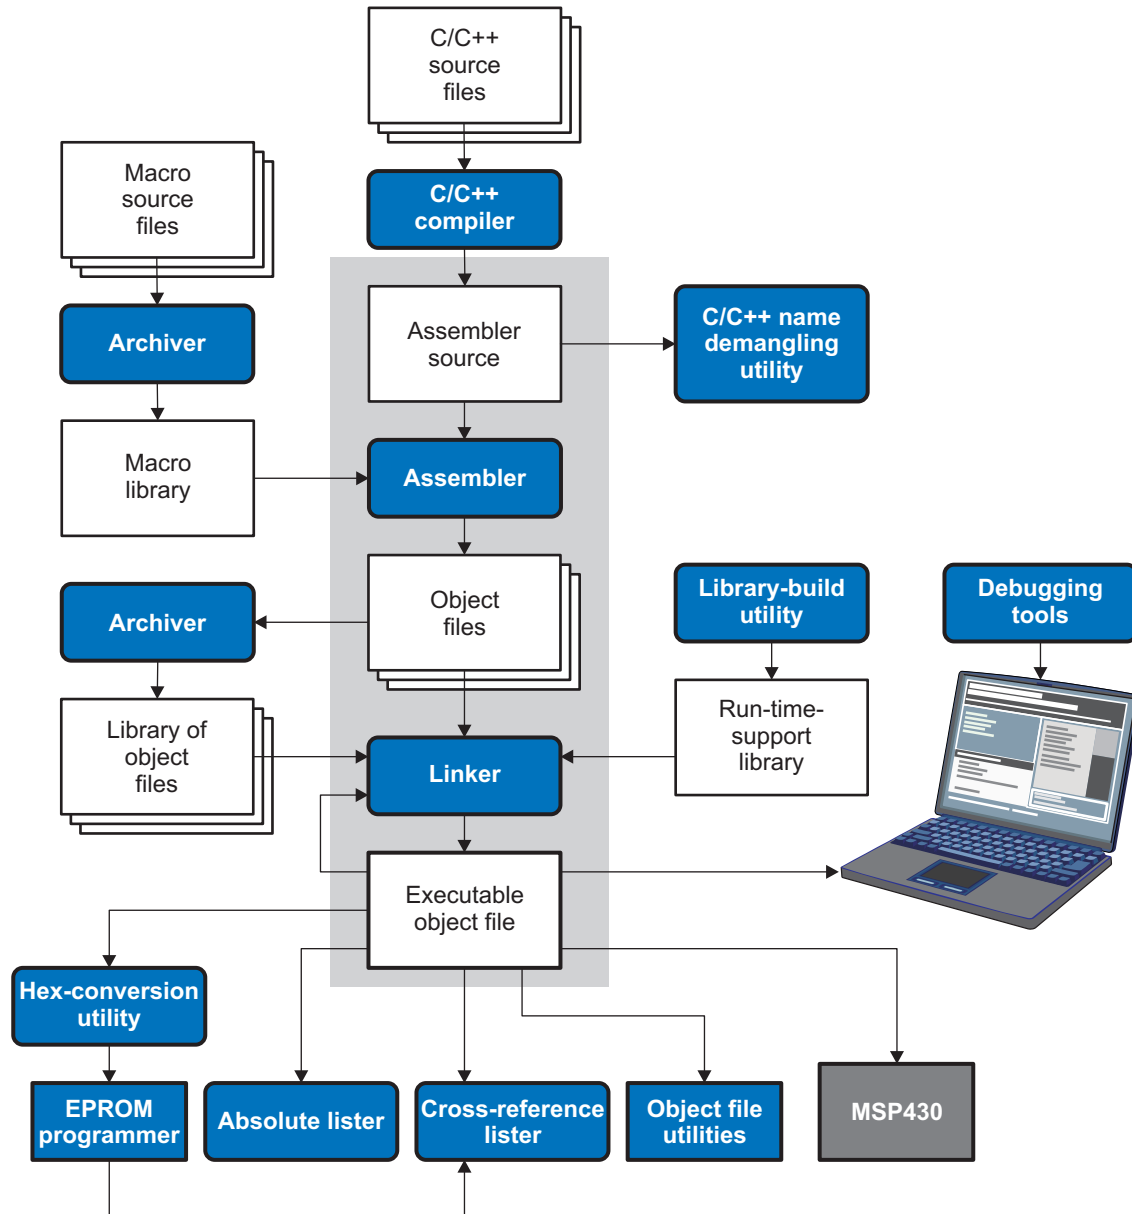 C/C++
source
files
Macro
source
files
C/C++
compiler
Archiver
Assembler
source
C/C++ name
demangling
utility
Macro
library
Assembler
Archiver
Object
files
Library-build
utility
Debugging
tools
Library of
object
files
Linker
Run-time-
support
library
Executable
object file
Hex-conversion
utility
EPROM
programmer
Absolute lister
Cross-reference
lister
Object file
utilities
MSP430